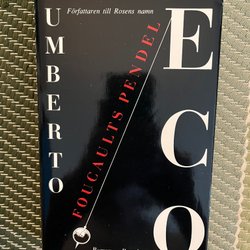 Författaren till Rosens namn
UMBERTO
ECO
FOUCAULTS PENDEL